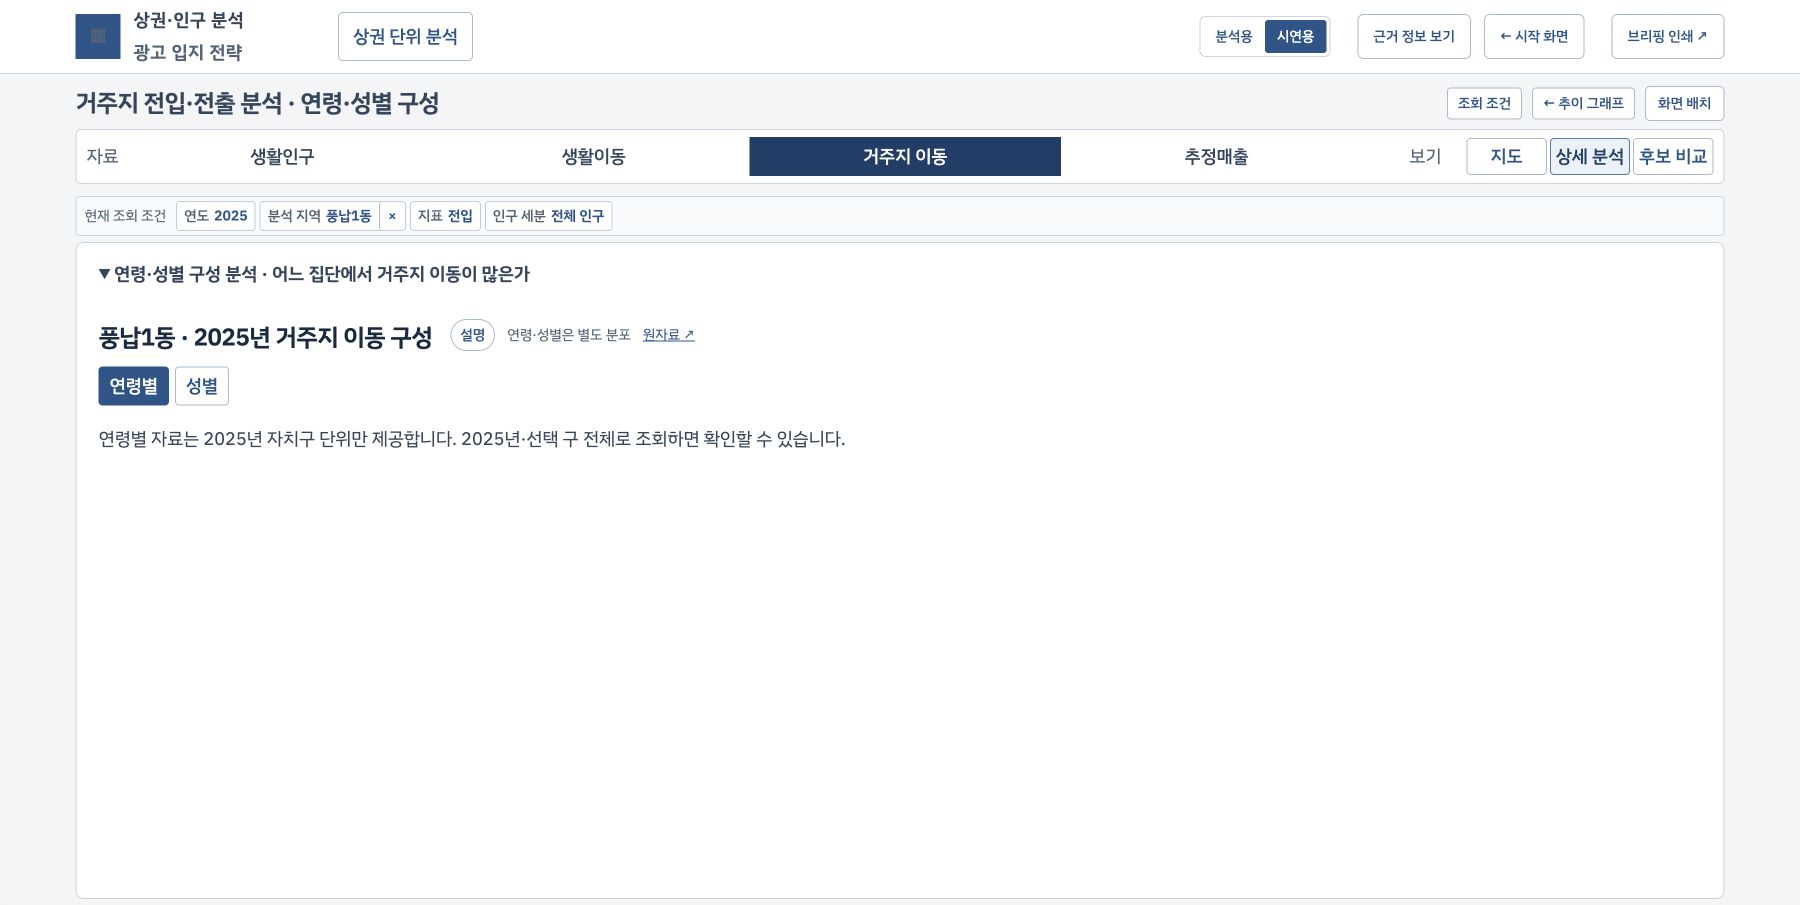 상권·인구 분석
광고 입지 전략
상권 단위 분석
분석용 시연용
근거 정보 보기
← 시작 화면
브리핑 인쇄 ↗
거주지 전입·전출 분석 · 연령·성별 구성
조회 조건
← 추이 그래프
화면 배치
자료 생활인구 생활이동 거주지 이동 추정매출 보기 지도 상세 분석 후보 비교
현재 조회 조건 연도 2025 분석 지역 풍납1동 × 지표 전입 인구 세분 전체 인구
▼ 연령·성별 구성 분석 · 어느 집단에서 거주지 이동이 많은가
풍납1동 · 2025년 거주지 이동 구성 설명 연령·성별은 별도 분포 원자료 ↗
연령별 성별
연령별 자료는 2025년 자치구 단위만 제공합니다. 2025년·선택 구 전체로 조회하면 확인할 수 있습니다.